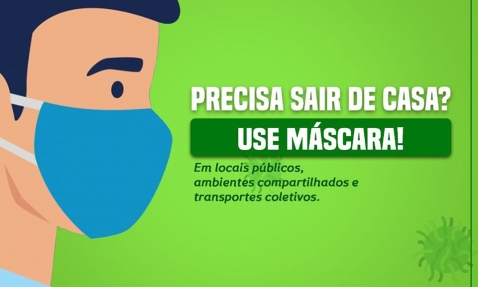 PRECISA SAIR DE CASA?
USE MÁSCARA!
Em locais públicos,
ambientes compartilhados e
transportes coletivos.